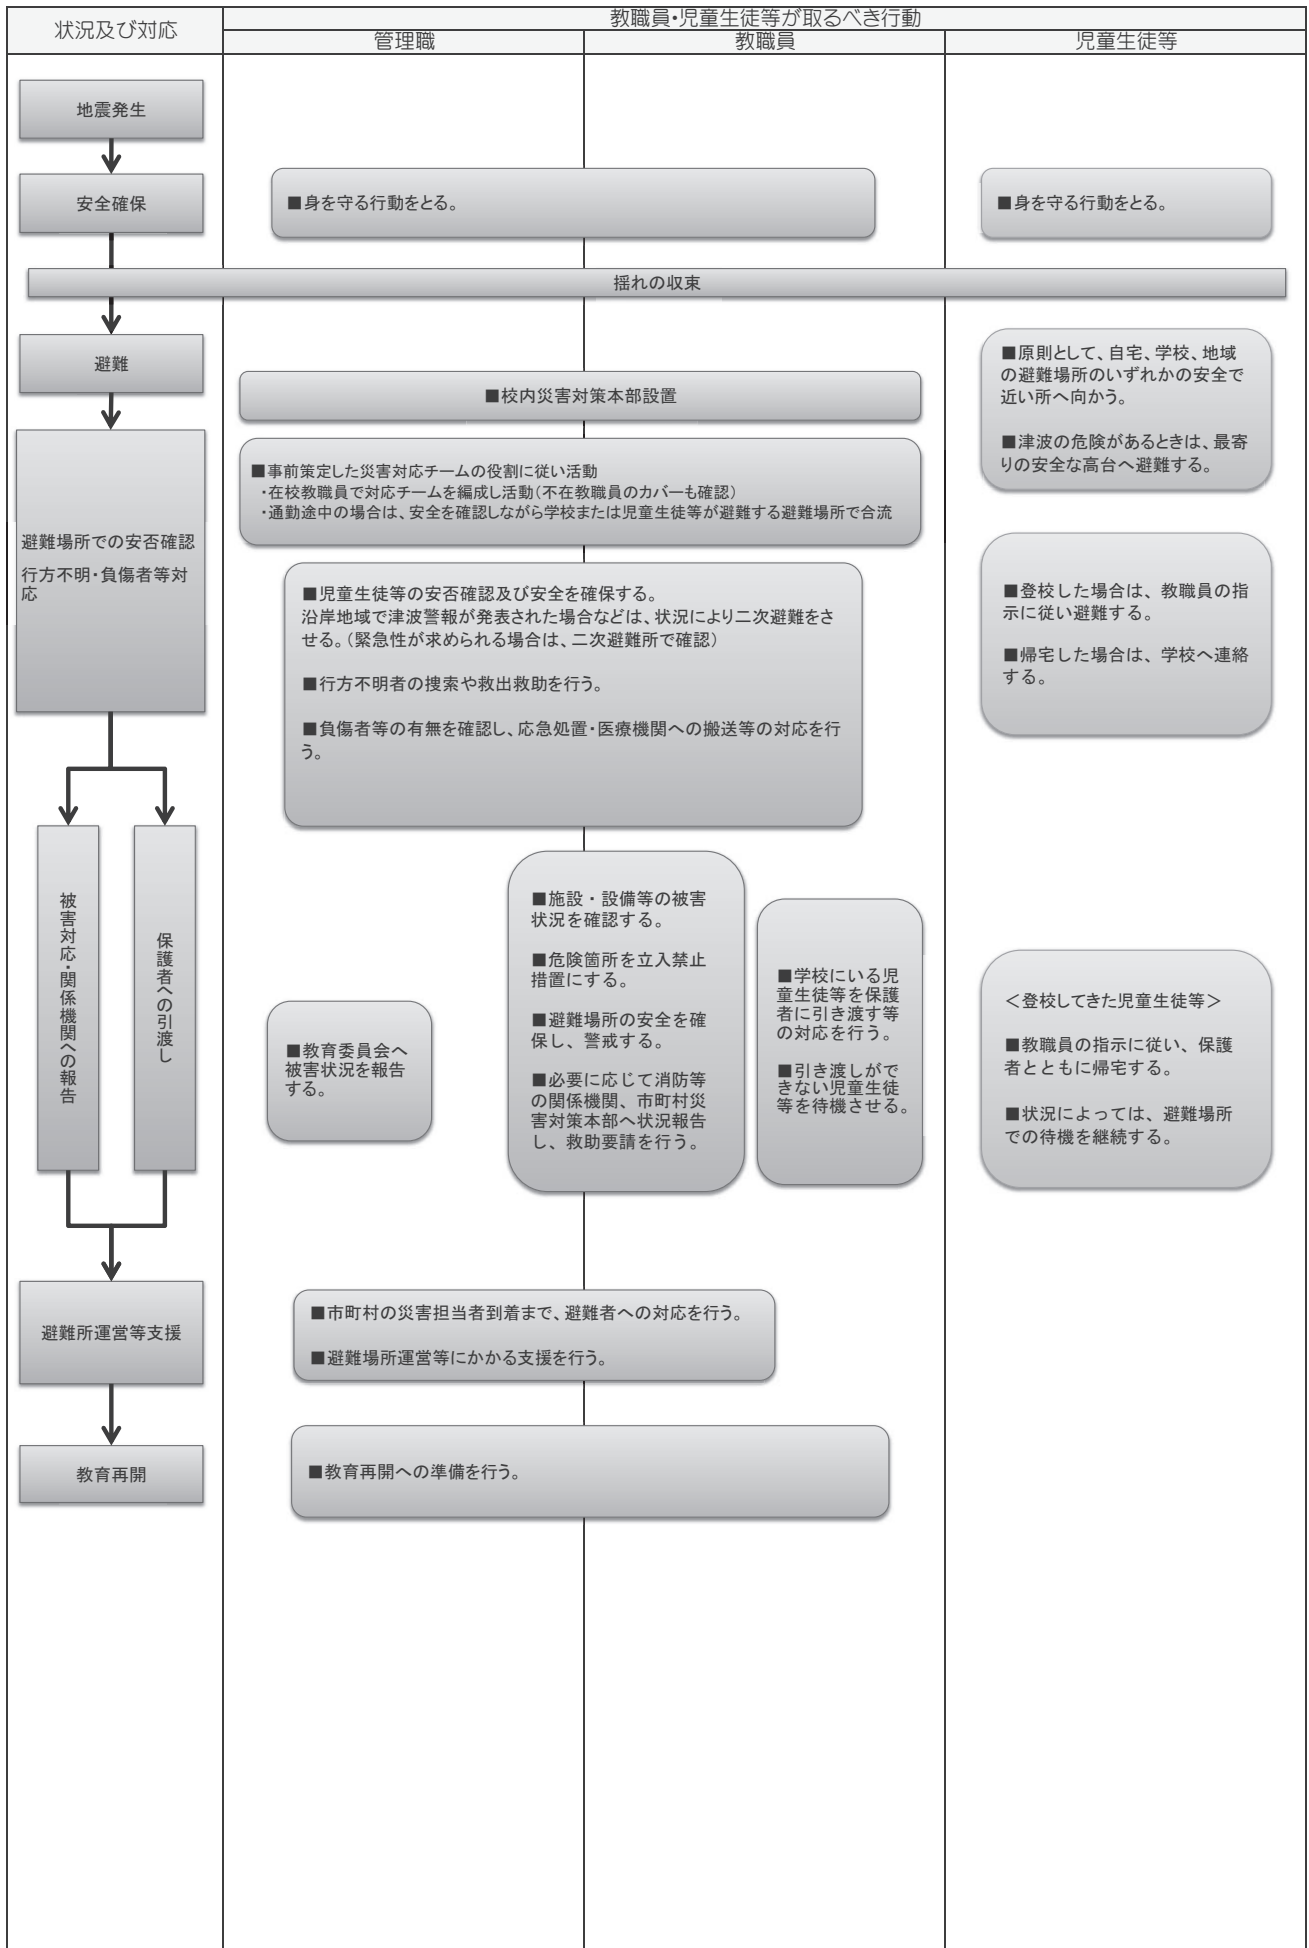 状況及び対応
教職員・児童生徒等が取るべき行動
管理職
教職員
児童生徒等
地震発生
安全確保
■身を守る行動をとる。
■身を守る行動をとる。
揺れの収束
避難
■校内災害対策本部設置
■原則として、自宅、学校、地域
の避難場所のいずれかの安全で
近い所へ向かう。
■津波の危険があるときは、最寄
りの安全な高台へ避難する。
避難場所での安否確認
行方不明・負傷者等対
応
■事前策定した災害対応チームの役割に従い活動
・在校教職員で対応チームを編成し活動(不在教職員のカバーも確認)
・通勤途中の場合は、安全を確認しながら学校または児童生徒等が避難する避難場所で合流
■児童生徒等の安否確認及び安全を確保する。
沿岸地域で津波警報が発表された場合などは、状況により二次避難をさ
せる。(緊急性が求められる場合は、二次避難所で確認)
■行方不明者の捜索や救出救助を行う。
■負傷者等の有無を確認し、応急処置・医療機関への搬送等の対応を行
う。
■登校した場合は、教職員の指
示に従い避難する。
■帰宅した場合は、学校へ連絡
する。
被害対応・関係機関への報告
保護者への引渡し
■教育委員会へ
被害状況を報告
する。
■施設・設備等の被害
状況を確認する。
■危険箇所を立入禁止
措置にする。
■避難場所の安全を確
保し、警戒する。
■必要に応じて消防等
の関係機関、市町村災
害対策本部へ状況報告
し、救助要請を行う。
■学校にいる児
童生徒等を保護
者に引き渡す等
の対応を行う。
■引き渡しがで
きない児童生徒
等を待機させる。
<登校してきた児童生徒等>
■教職員の指示に従い、保護
者とともに帰宅する。
■状況によっては、避難場所
での待機を継続する。
避難所運営等支援
■市町村の災害担当者到着まで、避難者への対応を行う。
■避難場所運営等にかかる支援を行う。
教育再開
■教育再開への準備を行う。